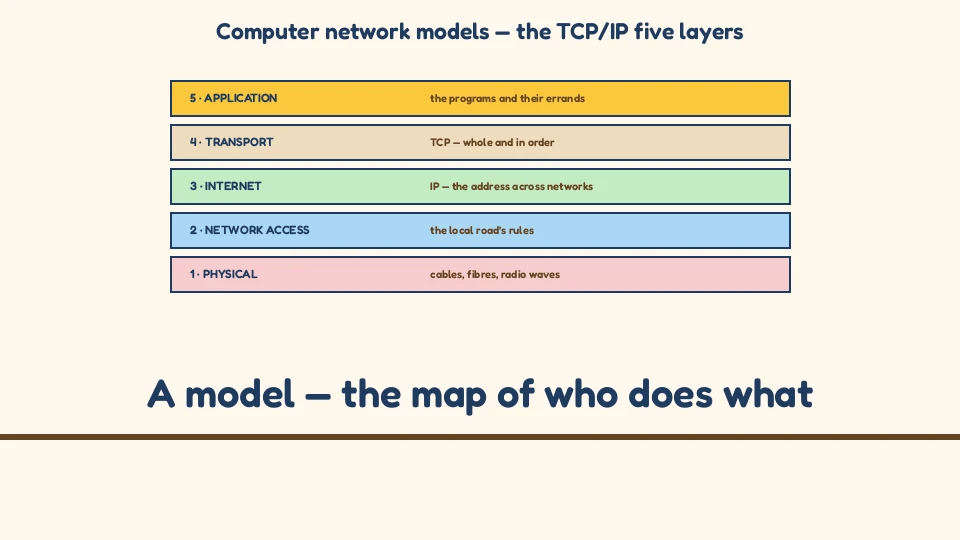 Computer network models — the TCP/IP five layers
5 · APPLICATION the programs and their errands
4 · TRANSPORT TCP — whole and in order
3 · INTERNET IP — the address across networks
2 · NETWORK ACCESS the local road's rules
1 · PHYSICAL cables, fibres, radio waves
A model — the map of who does what